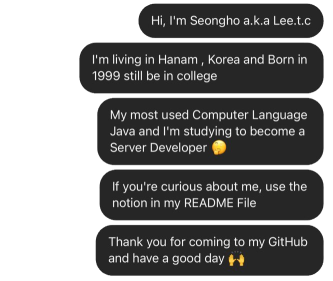 Hi, I'm Seongho a.k.a Lee.t.c
I'm living in Hanam , Korea and Born in
1999 still be in college
My most used Computer Language
Java and I'm studying to become a
Server Developer 🫣
If you're curious about me, use the
notion in my README File
Thank you for coming to my GitHub
and have a good day 🙌